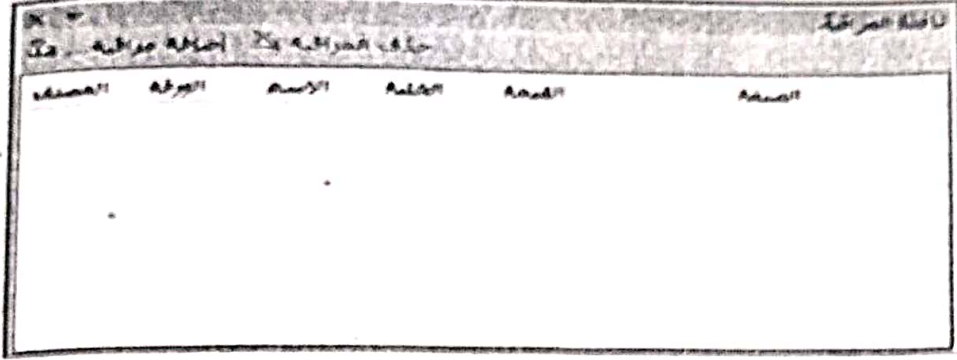 نافذة المراقبة
إضافة مراقبة... حذف المراقبة
المصنف الورقة الاسم الخلية القيمة الصيغة